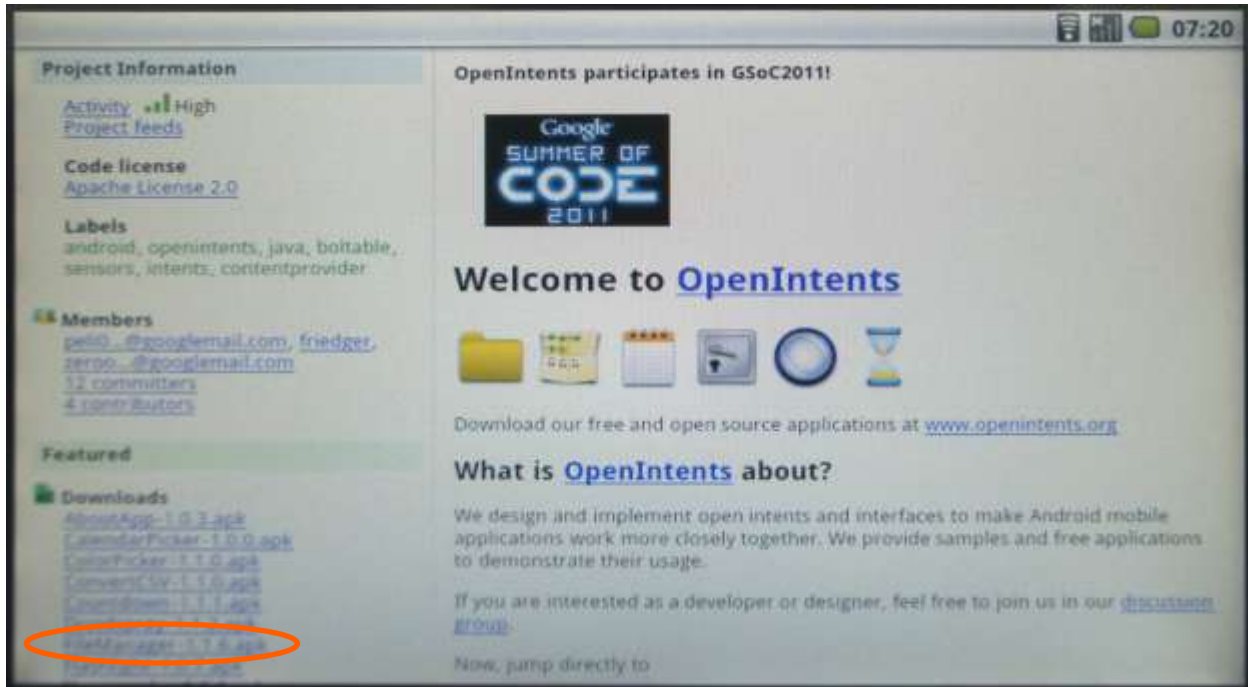 07:20
Project Information
Activity High
Project feeds
Code license
Apache License 2.0
Labels
android, openintents, java, boltable,
sensors, intents, contentprovider
Members
peli0...@googlemail.com, friedger,
zeroo...@googlemail.com
12 committers
4 contributors
Featured
Downloads
AboutApp-1.0.3.apk
CalendarPicker-1.0.0.apk
ColorPicker-1.1.0.apk
ConvertCSV-1.1.0.apk
Countdown-1.1.1.apk
FileManager-1.1.6.apk
OpenIntents participates in GSoC2011!
Google
SUMMER OF
CODE
2011
Welcome to OpenIntents
Download our free and open source applications at www.openintents.org
What is OpenIntents about?
We design and implement open intents and interfaces to make Android mobile
applications work more closely together. We provide samples and free applications
to demonstrate their usage.
If you are interested as a developer or designer, feel free to join us in our discussion
group.
Now, jump directly to